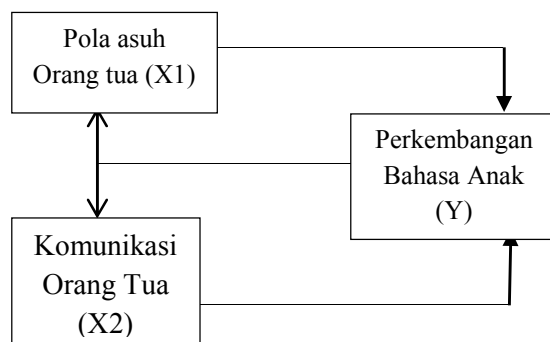 Pola asuh
Orang tua (X1)
Perkembangan
Bahasa Anak
(Y)
Komunikasi
Orang Tua
(X2)